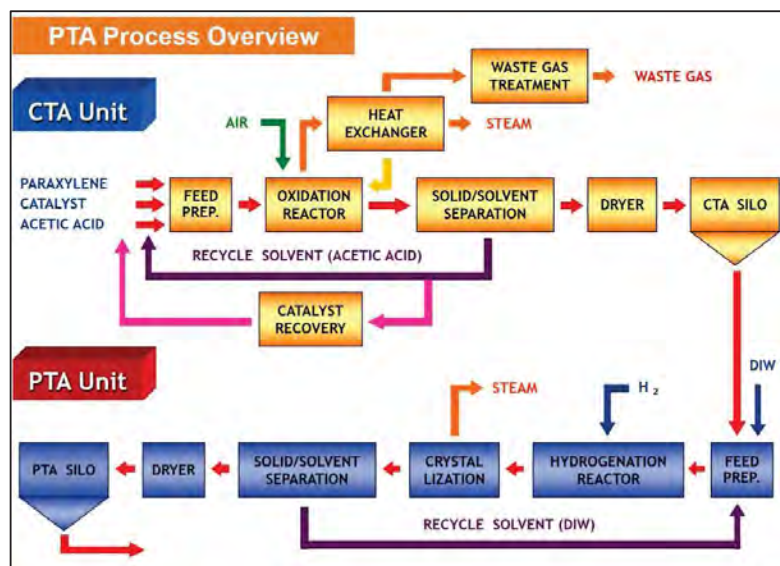 PTA Process Overview
CTA Unit
WASTE GAS
TREATMENT
WASTE GAS
AIR
HEAT
EXCHANGER
STEAM
PARAXYLENE
CATALYST
ACETIC ACID
FEED
PREP.
OXIDATION
REACTOR
SOLID/SOLVENT
SEPARATION
DRYER
CTA SILO
RECYCLE SOLVENT (ACETIC ACID)
CATALYST
RECOVERY
PTA Unit
STEAM
H₂
DIW
PTA SILO
DRYER
SOLID/SOLVENT
SEPARATION
CRYSTAL
LIZATION
HYDROGENATION
REACTOR
FEED
PREP.
RECYCLE SOLVENT (DIW)